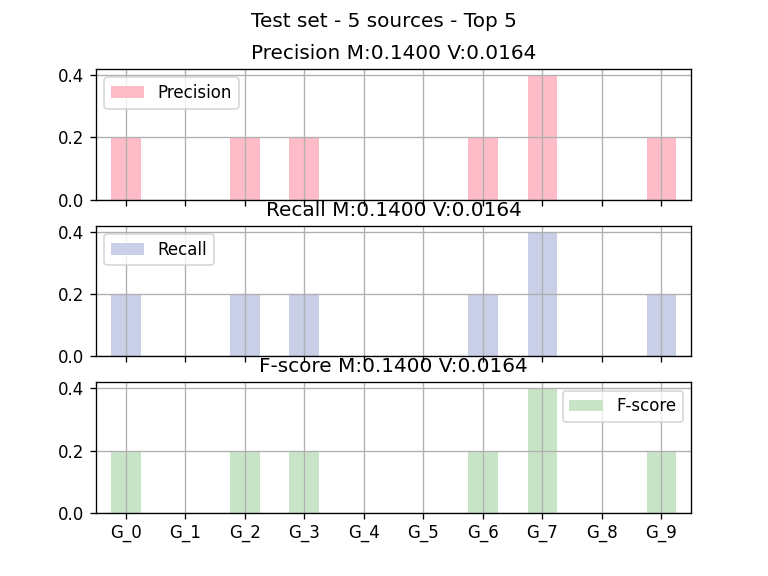 Test set - 5 sources - Top 5
Precision M:0.1400 V:0.0164
0.4
Precision
0.2
0.0
Recall M:0.1400 V:0.0164
0.4
Recall
0.2
0.0
F-score M:0.1400 V:0.0164
0.4
F-score
0.2
0.0
G_0 G_1 G_2 G_3 G_4 G_5 G_6 G_7 G_8 G_9